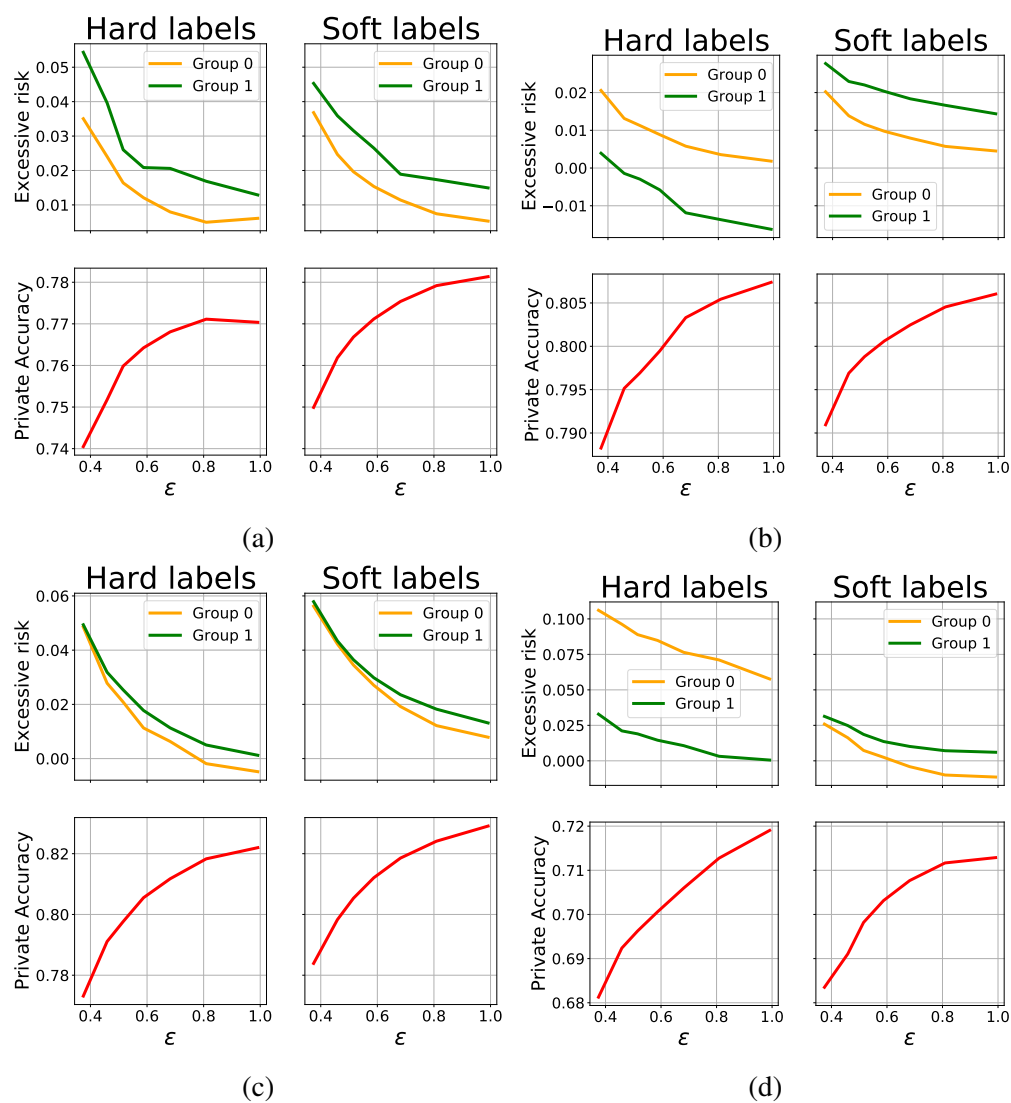 Hard labels
Soft labels
Excessive risk
0.05
0.04
0.03
0.02
0.01
Group 0
Group 1
Group 0
Group 1
Private Accuracy
0.78
0.77
0.76
0.75
0.74
0.4 0.6 0.8 1.0
ε
0.4 0.6 0.8 1.0
ε
(a)
Hard labels
Soft labels
Excessive risk
0.02
0.01
0.00
−0.01
Group 0
Group 1
Group 0
Group 1
Private Accuracy
0.805
0.800
0.795
0.790
0.4 0.6 0.8 1.0
ε
0.4 0.6 0.8 1.0
ε
(b)
Hard labels
Soft labels
Excessive risk
0.06
0.04
0.02
0.00
Group 0
Group 1
Group 0
Group 1
Private Accuracy
0.82
0.80
0.78
0.4 0.6 0.8 1.0
ε
0.4 0.6 0.8 1.0
ε
(c)
Hard labels
Soft labels
Excessive risk
0.100
0.075
0.050
0.025
0.000
Group 0
Group 1
Group 0
Group 1
Private Accuracy
0.72
0.71
0.70
0.69
0.68
0.4 0.6 0.8 1.0
ε
0.4 0.6 0.8 1.0
ε
(d)